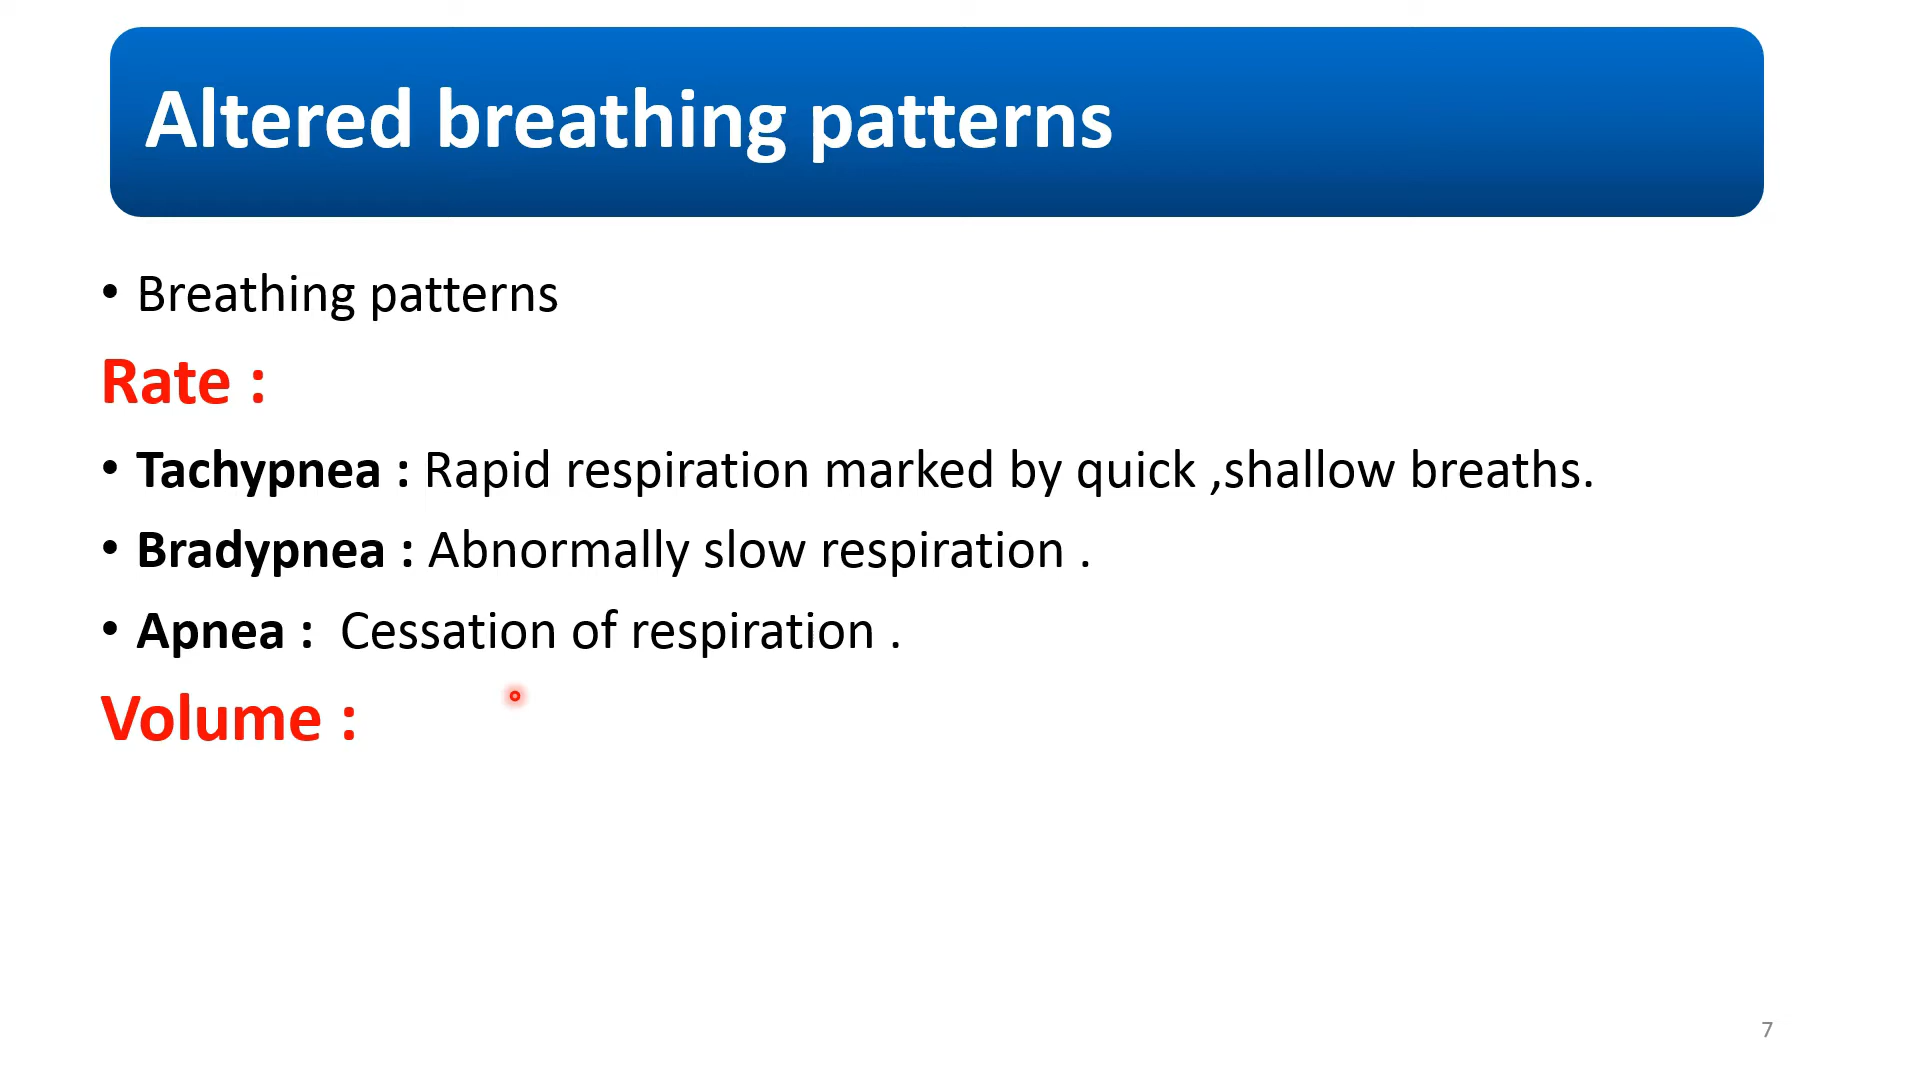 Altered breathing patterns
• Breathing patterns
Rate :
• Tachypnea : Rapid respiration marked by quick ,shallow breaths.
• Bradypnea : Abnormally slow respiration .
• Apnea :  Cessation of respiration .
Volume :
7